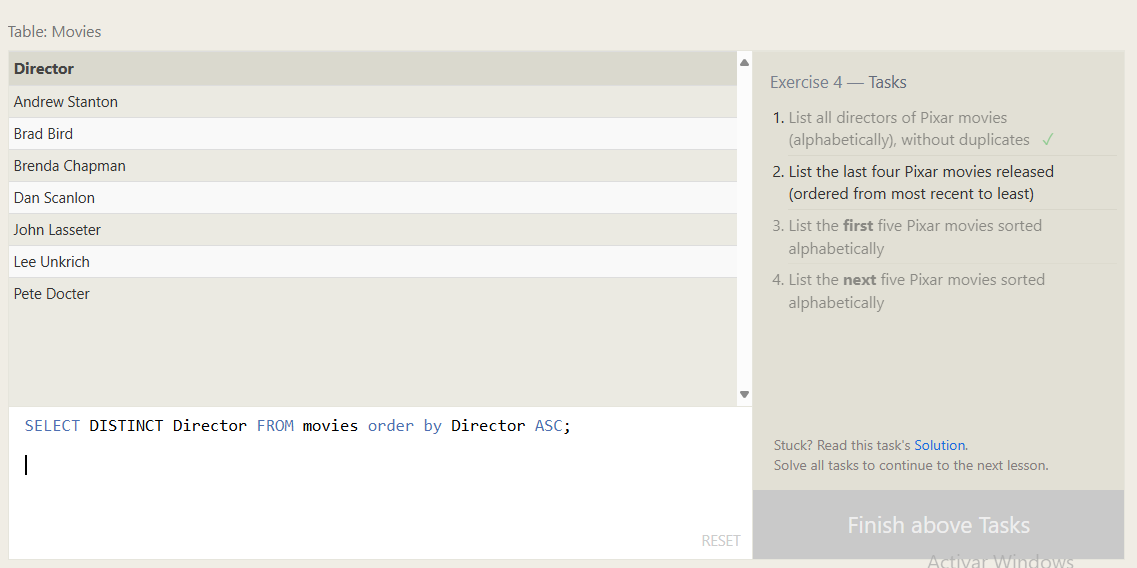 Table: Movies
Director
Andrew Stanton
Brad Bird
Brenda Chapman
Dan Scanlon
John Lasseter
Lee Unkrich
Pete Docter
SELECT DISTINCT Director FROM movies order by Director ASC;
RESET
Exercise 4 — Tasks
1. List all directors of Pixar movies
(alphabetically), without duplicates ✓
2. List the last four Pixar movies released
(ordered from most recent to least)
3. List the first five Pixar movies sorted
alphabetically
4. List the next five Pixar movies sorted
alphabetically
Stuck? Read this task's Solution.
Solve all tasks to continue to the next lesson.
Finish above Tasks
Activar Windows